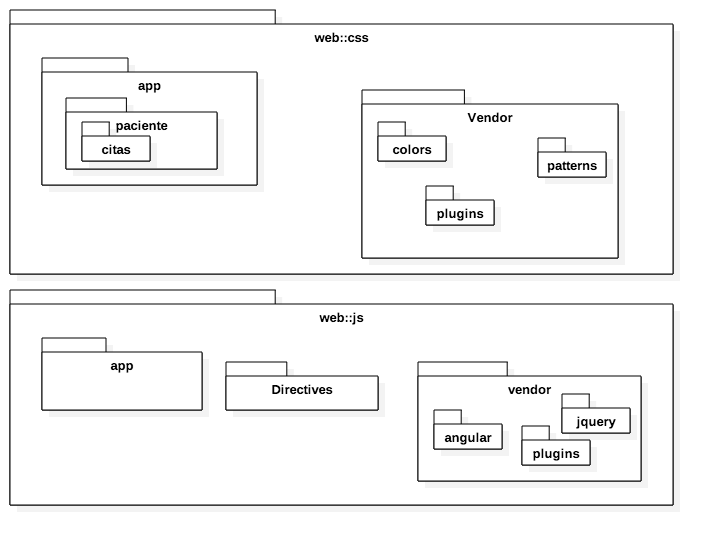 web::css
app
paciente
citas
Vendor
colors
patterns
plugins
web::js
app
Directives
vendor
angular
jquery
plugins